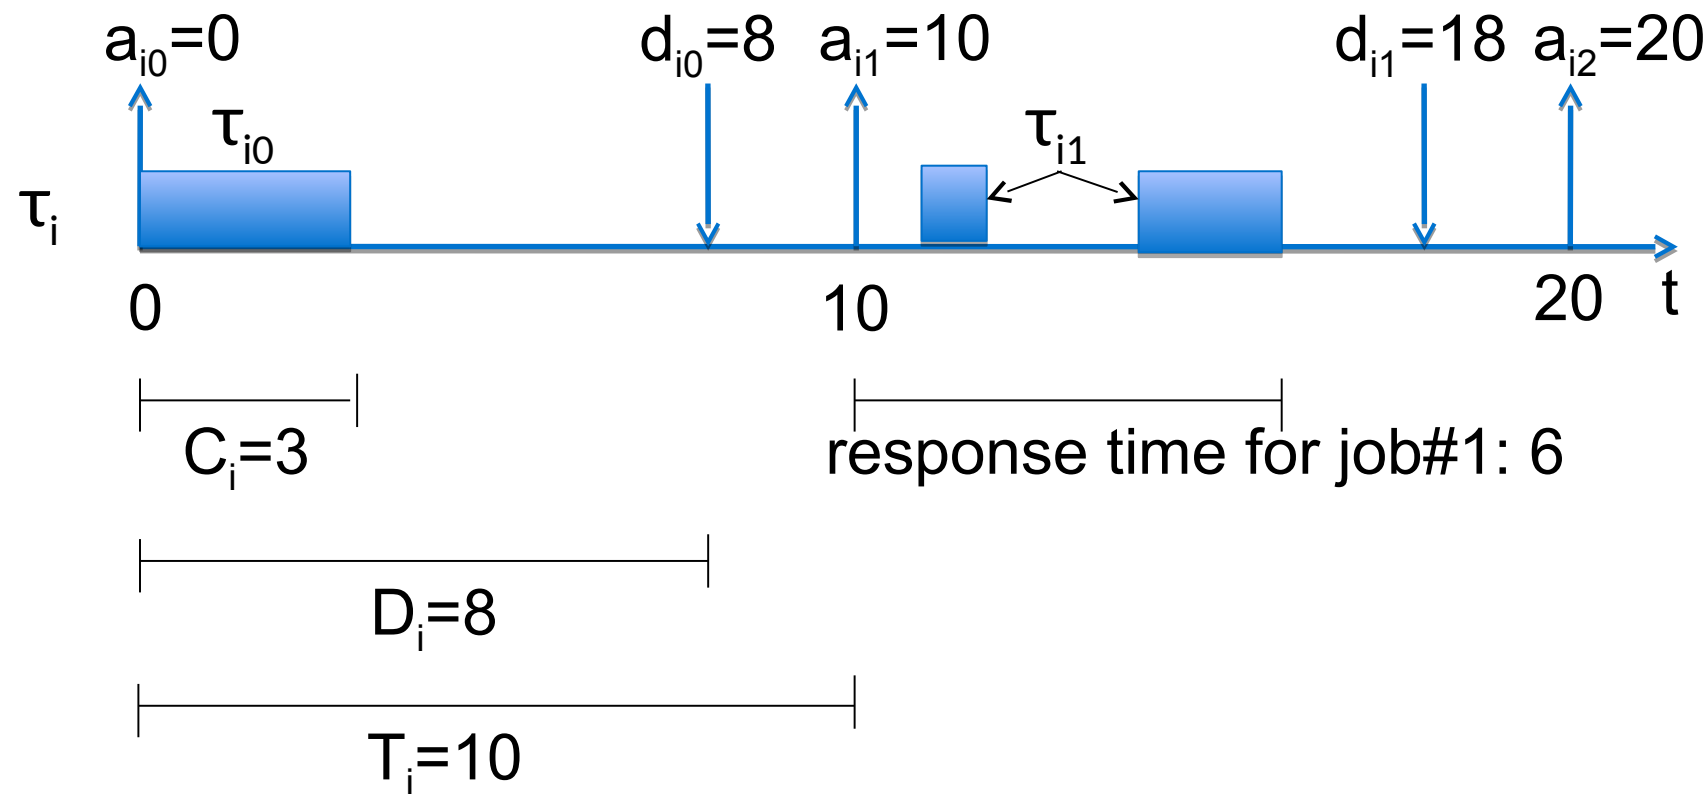 a_i0=0 d_i0=8 a_i1=10 d_i1=18 a_i2=20
τ_i0 τ_i1
τ_i
0 10 20 t
C_i=3 response time for job#1: 6
D_i=8
T_i=10